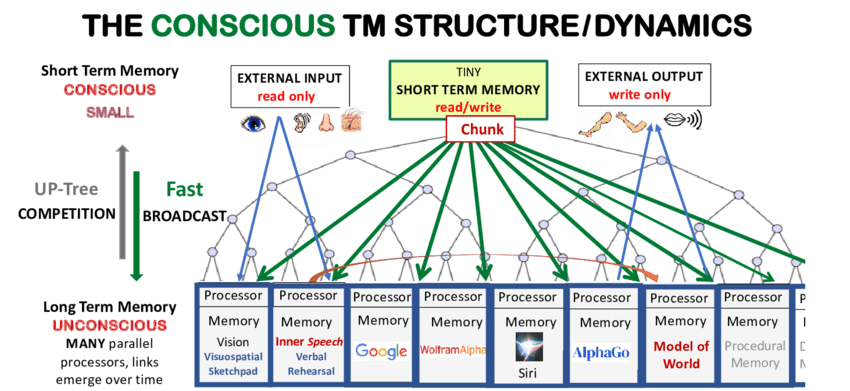 THE CONSCIOUS TM STRUCTURE/DYNAMICS
Short Term Memory
CONSCIOUS
SMALL
EXTERNAL INPUT
read only
TINY
SHORT TERM MEMORY
read/write
Chunk
EXTERNAL OUTPUT
write only
UP-Tree
COMPETITION
Fast
BROADCAST
Long Term Memory
UNCONSCIOUS
MANY parallel
processors, links
emerge over time
Processor
Memory
Vision
Visuospatial
Sketchpad
Processor
Memory
Inner Speech
Verbal
Rehearsal
Processor
Memory
Google
Processor
Memory
WolframAlpha
Processor
Memory
Siri
Processor
Memory
AlphaGo
Processor
Memory
Model of
World
Processor
Memory
Procedural
Memory